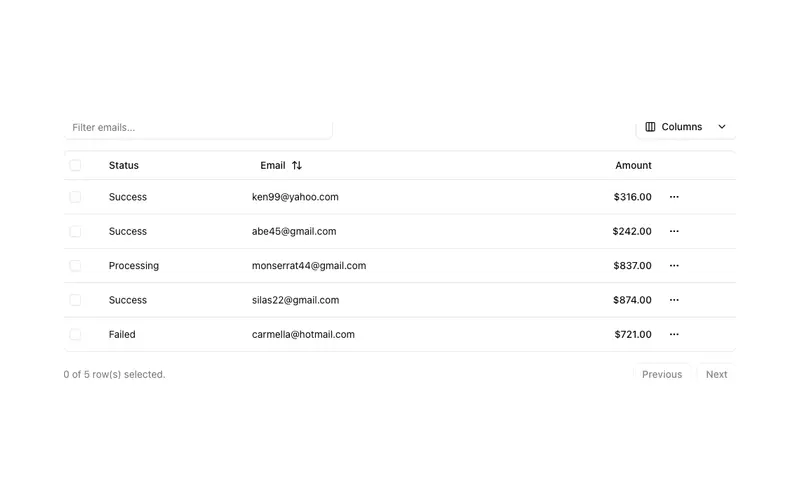 Filter emails...
Columns
Status Email Amount
Success ken99@yahoo.com $316.00
Success abe45@gmail.com $242.00
Processing monserrat44@gmail.com $837.00
Success silas22@gmail.com $874.00
Failed carmella@hotmail.com $721.00
0 of 5 row(s) selected.
Previous Next